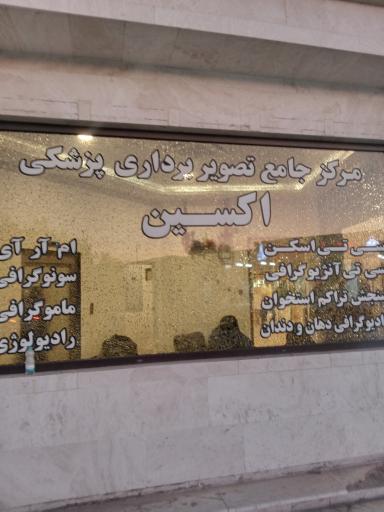 مرکز جامع تصویر برداری پزشکی
اکسین
سی تی اسکن
سی تی آنژیوگرافی
سنجش تراکم استخوان
رادیوگرافی دهان و دندان
ام آر آی
سونوگرافی
ماموگرافی
رادیولوژی